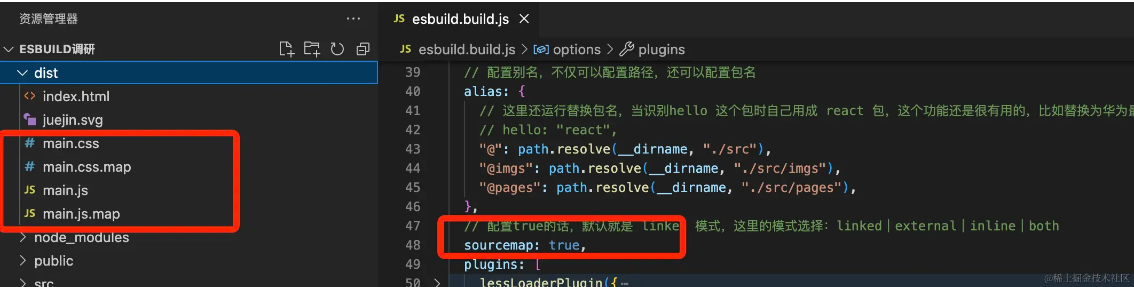 资源管理器
···
JS esbuild.build.js ×
ESBUILD调研
JS esbuild.build.js > options > plugins
dist
index.html
juejin.svg
# main.css
# main.css.map
JS main.js
JS main.js.map
node_modules
public
src
39 // 配置别名，不仅可以配置路径，还可以配置包名
40 alias: {
41 // 这里还运行替换包名，当识别hello 这个包时自己用成 react 包，这个功能还是很有用的，比如替换为华为最
42 // hello: "react",
43 "@": path.resolve(__dirname, "./src"),
44 "@imgs": path.resolve(__dirname, "./src/imgs"),
45 "@pages": path.resolve(__dirname, "./src/pages"),
46 },
47 // 配置true的话，默认就是 linke 模式，这里的模式选择：linked｜external｜inline｜both
48 sourcemap: true,
49 plugins: [
50 lessLoaderPlugin({…
@稀土掘金技术社区